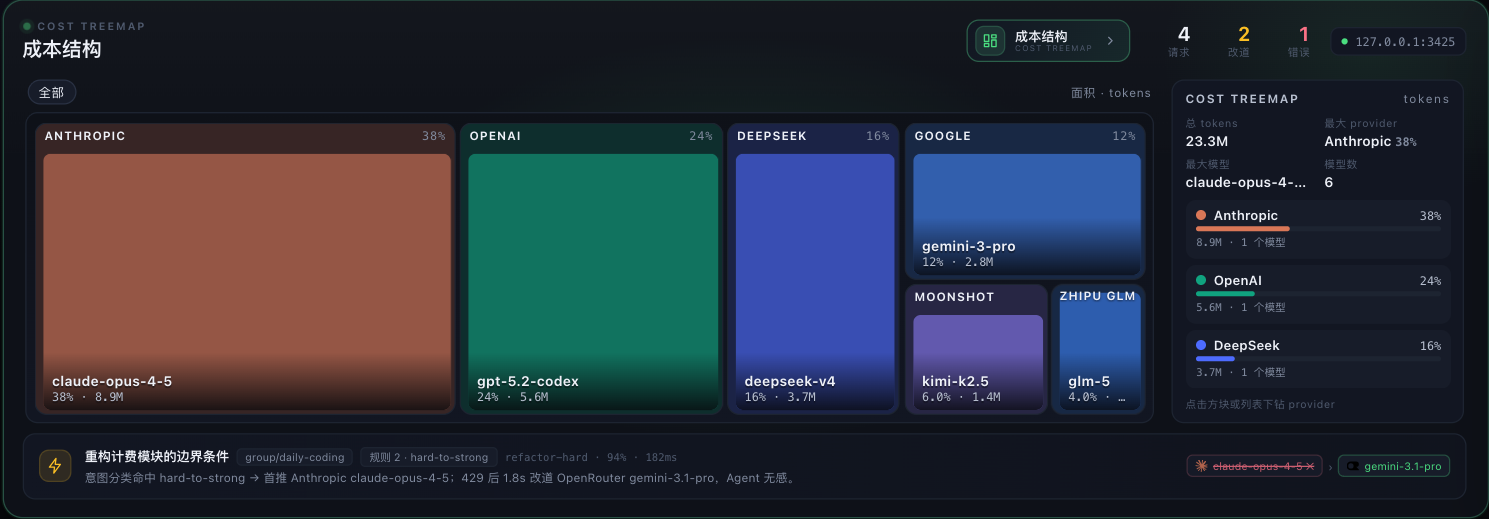 COST TREEMAP
成本结构
成本结构
COST TREEMAP
4
请求
2
改道
1
错误
127.0.0.1:3425
全部
面积 · tokens
ANTHROPIC 38%
claude-opus-4-5
38% · 8.9M
OPENAI 24%
gpt-5.2-codex
24% · 5.6M
DEEPSEEK 16%
deepseek-v4
16% · 3.7M
GOOGLE 12%
gemini-3-pro
12% · 2.8M
MOONSHOT
kimi-k2.5
6.0% · 1.4M
ZHIPU GLM
glm-5
4.0% · …
COST TREEMAP tokens
总 tokens 最大 provider
23.3M Anthropic 38%
最大模型 模型数
claude-opus-4-... 6
Anthropic 38%
8.9M · 1 个模型
OpenAI 24%
5.6M · 1 个模型
DeepSeek 16%
3.7M · 1 个模型
点击方块或列表下钻 provider
重构计费模块的边界条件 group/daily-coding 规则 2 · hard-to-strong refactor-hard · 94% · 182ms
意图分类命中 hard-to-strong → 首推 Anthropic claude-opus-4-5；429 后 1.8s 改道 OpenRouter gemini-3.1-pro，Agent 无感。
claude-opus-4-5 ✕ › gemini-3.1-pro